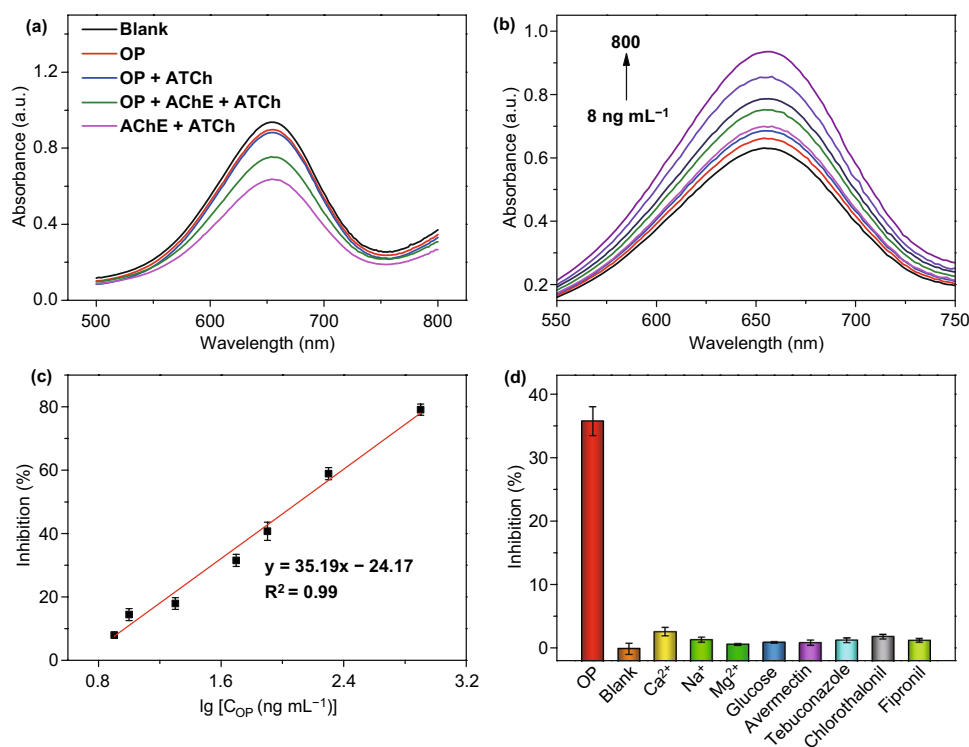 (a)
Blank
OP
OP + ATCh
OP + AChE + ATCh
AChE + ATCh
1.2
0.8
0.4
0.0
Absorbance (a.u.)
500
600
700
800
Wavelength (nm)
(b)
800
8 ng mL⁻¹
1.0
0.8
0.6
0.4
0.2
Absorbance (a.u.)
550
600
650
700
750
Wavelength (nm)
(c)
80
60
40
20
0
Inhibition (%)
y = 35.19x − 24.17
R² = 0.99
0.8
1.6
2.4
3.2
lg [C_OP (ng mL⁻¹)]
(d)
40
30
20
10
0
Inhibition (%)
OP
Blank
Ca²⁺
Na⁺
Mg²⁺
Glucose
Avermectin
Tebuconazole
Chlorothalonil
Fipronil